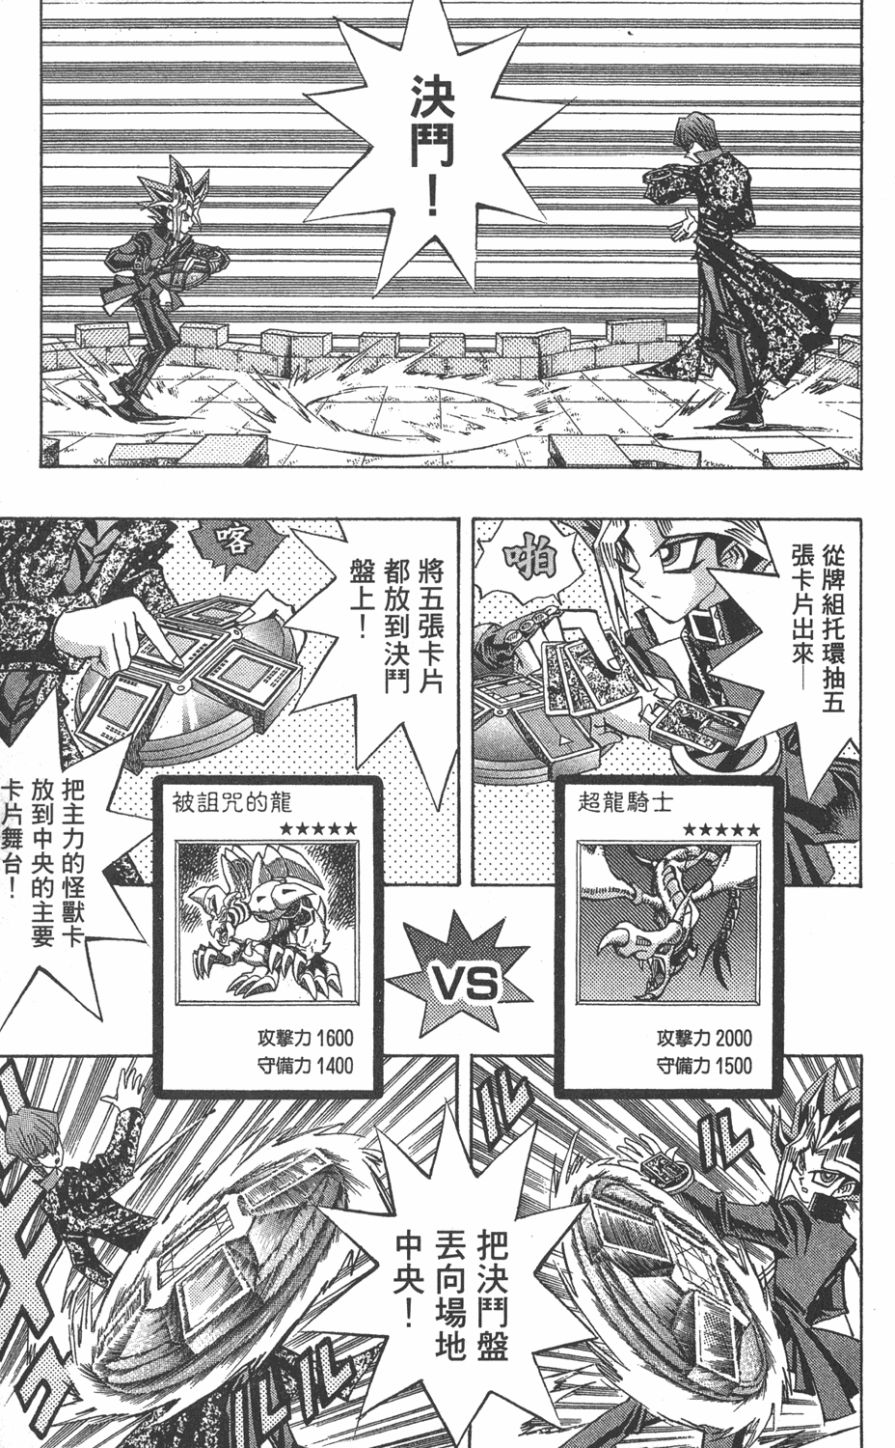 決鬥！
從牌組托環抽五
張卡片出來──
啪
將五張卡片
都放到決鬥
盤上！
喀
把主力的怪獸卡
放到中央的主要
卡片舞台！
超龍騎士
★★★★★
攻擊力 2000
守備力 1500
VS
被詛咒的龍
★★★★★
攻擊力 1600
守備力 1400
把決鬥盤
丟向場地
中央！
ル
ル
ル
ル